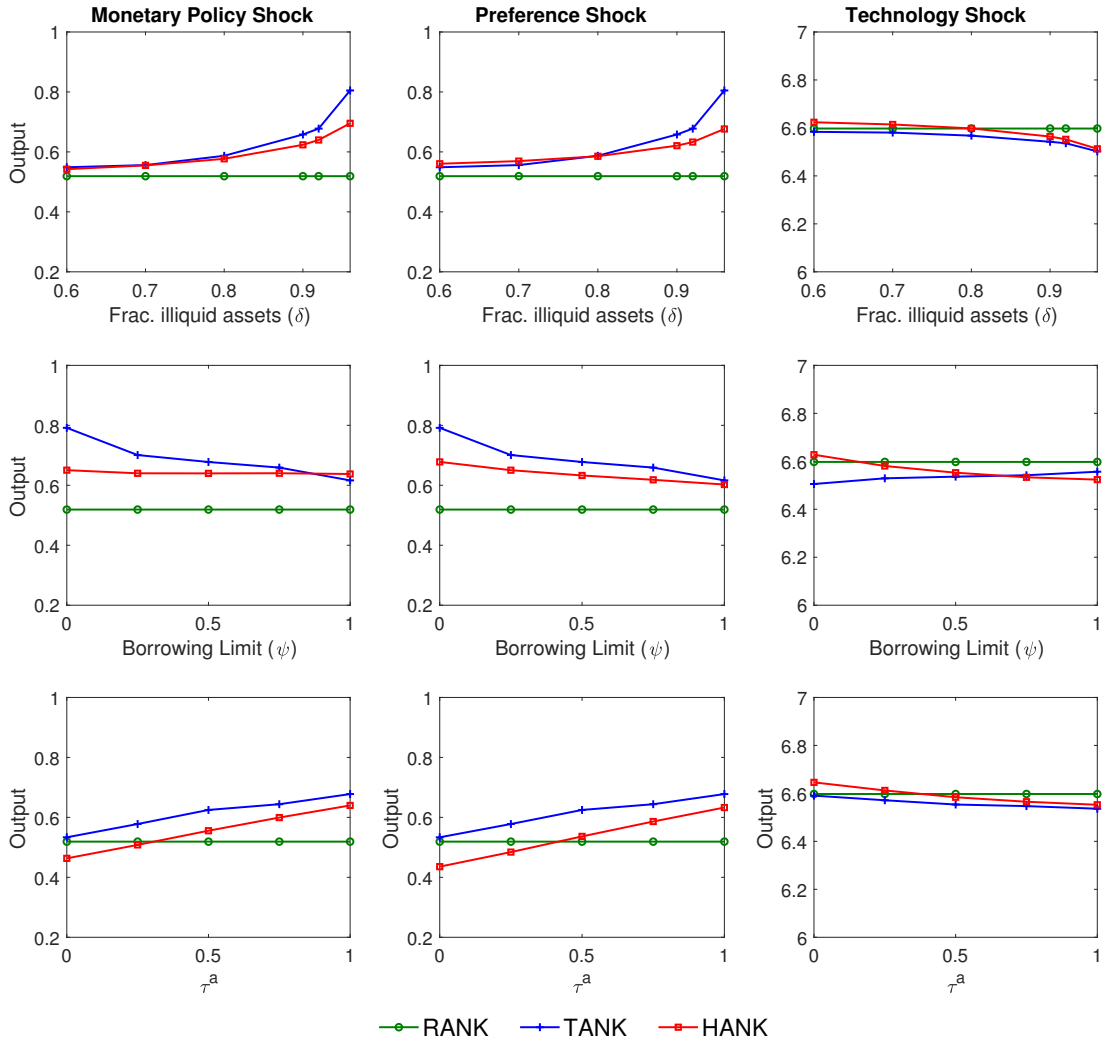 Monetary Policy Shock
Preference Shock
Technology Shock
1
0.8
0.6
0.4
0.2
Output
0.6 0.7 0.8 0.9
Frac. illiquid assets (δ)
1
0.8
0.6
0.4
0.2
0.6 0.7 0.8 0.9
Frac. illiquid assets (δ)
7
6.8
6.6
6.4
6.2
6
0.6 0.7 0.8 0.9
Frac. illiquid assets (δ)
1
0.8
0.6
0.4
0.2
Output
0 0.5 1
Borrowing Limit (ψ)
1
0.8
0.6
0.4
0.2
Output
0 0.5 1
Borrowing Limit (ψ)
7
6.8
6.6
6.4
6.2
6
0 0.5 1
Borrowing Limit (ψ)
1
0.8
0.6
0.4
0.2
Output
0 0.5 1
τᵃ
1
0.8
0.6
0.4
0.2
Output
0 0.5 1
τᵃ
7
6.8
6.6
6.4
6.2
6
Output
0 0.5 1
τᵃ
RANK TANK HANK